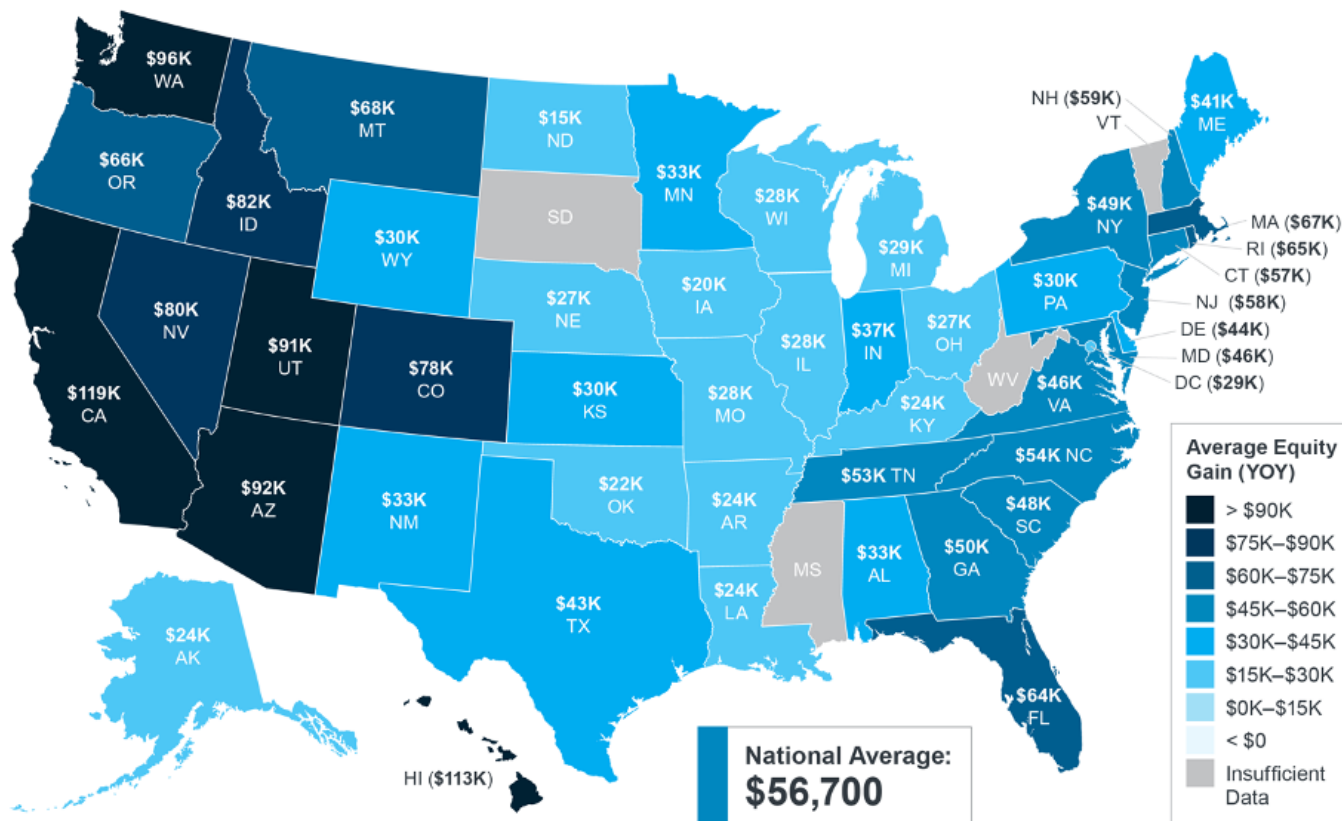 $96K
WA
$68K
MT
$15K
ND
NH ($59K)
VT
$41K
ME
$66K
OR
$82K
ID
$33K
MN
$28K
WI
$49K
NY
SD
MA ($67K)
RI ($65K)
CT ($57K)
NJ ($58K)
DE ($44K)
MD ($46K)
DC ($29K)
$30K
WY
$29K
MI
$30K
PA
$80K
NV
$27K
NE
$20K
IA
$91K
UT
$78K
CO
$28K
IL
$37K
IN
$27K
OH
WV
$46K
VA
$119K
CA
$30K
KS
$28K
MO
$24K
KY
$92K
AZ
$33K
NM
$22K
OK
$24K
AR
$53K TN
$54K NC
$48K
SC
$43K
TX
$24K
LA
MS
$33K
AL
$50K
GA
$64K
FL
$24K
AK
HI ($113K)
National Average:
$56,700
Average Equity
Gain (YOY)
> $90K
$75K–$90K
$60K–$75K
$45K–$60K
$30K–$45K
$15K–$30K
$0K–$15K
< $0
Insufficient
Data